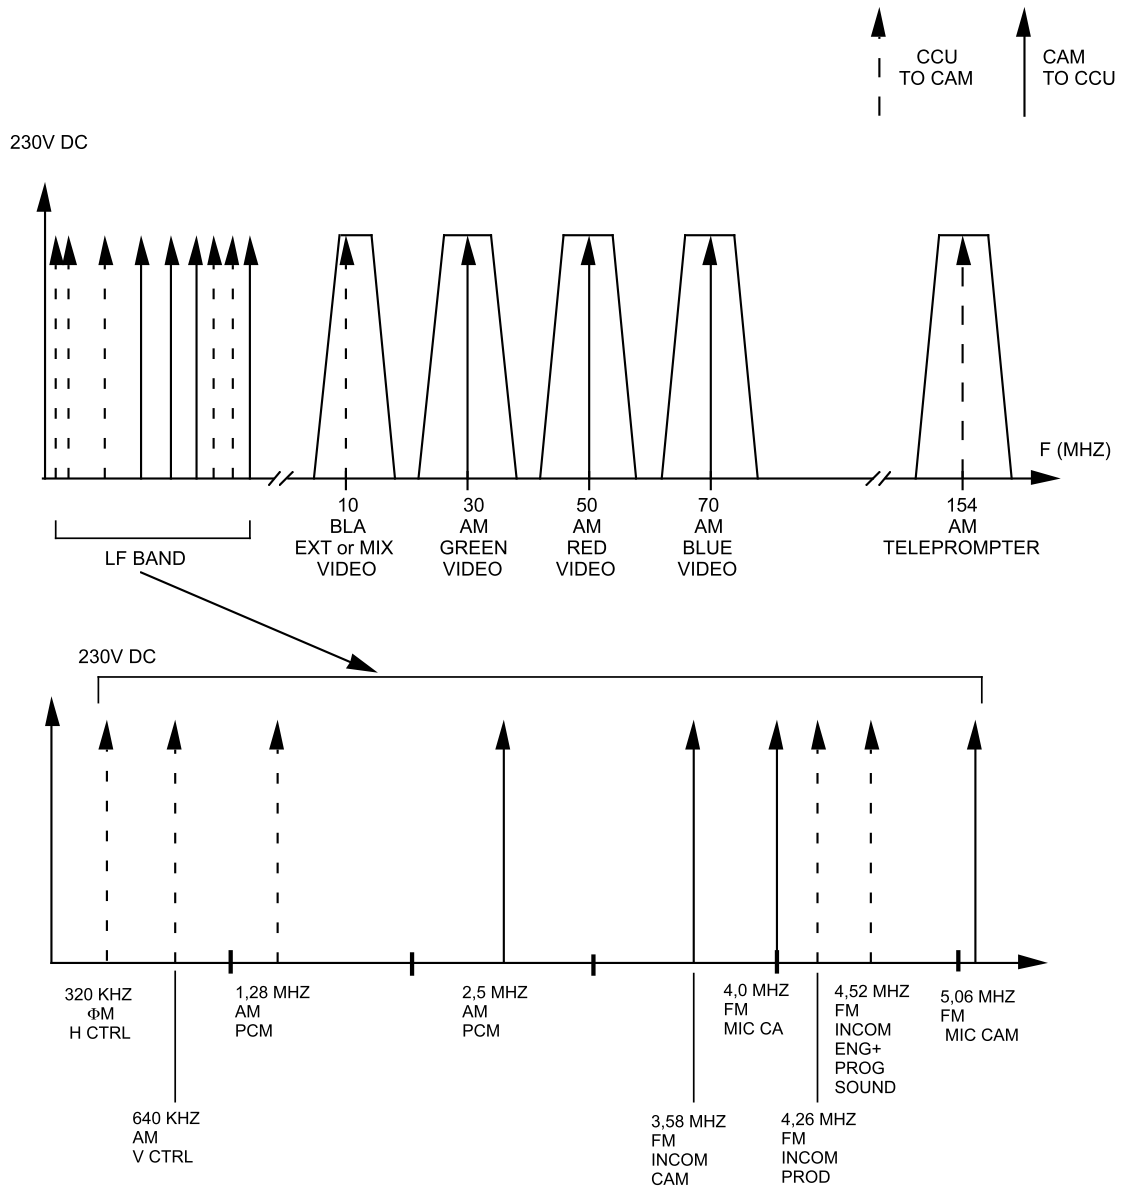 CCU
TO CAM
CAM
TO CCU
230V DC
F (MHZ)
10
BLA
EXT or MIX
VIDEO
30
AM
GREEN
VIDEO
50
AM
RED
VIDEO
70
AM
BLUE
VIDEO
154
AM
TELEPROMPTER
LF BAND
230V DC
320 KHZ
ΦM
H CTRL
640 KHZ
AM
V CTRL
1,28 MHZ
AM
PCM
2,5 MHZ
AM
PCM
3,58 MHZ
FM
INCOM
CAM
4,0 MHZ
FM
MIC CA
4,26 MHZ
FM
INCOM
PROD
4,52 MHZ
FM
INCOM
ENG+
PROG
SOUND
5,06 MHZ
FM
MIC CAM